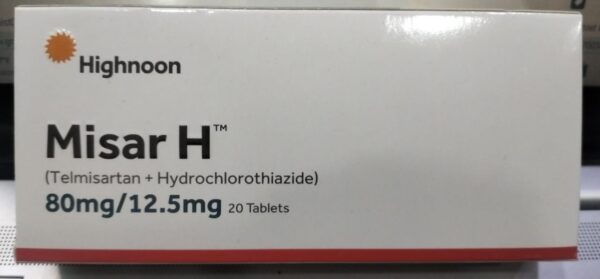 Highnoon
Misar H™
(Telmisartan + Hydrochlorothiazide)
80mg/12.5mg 20 Tablets